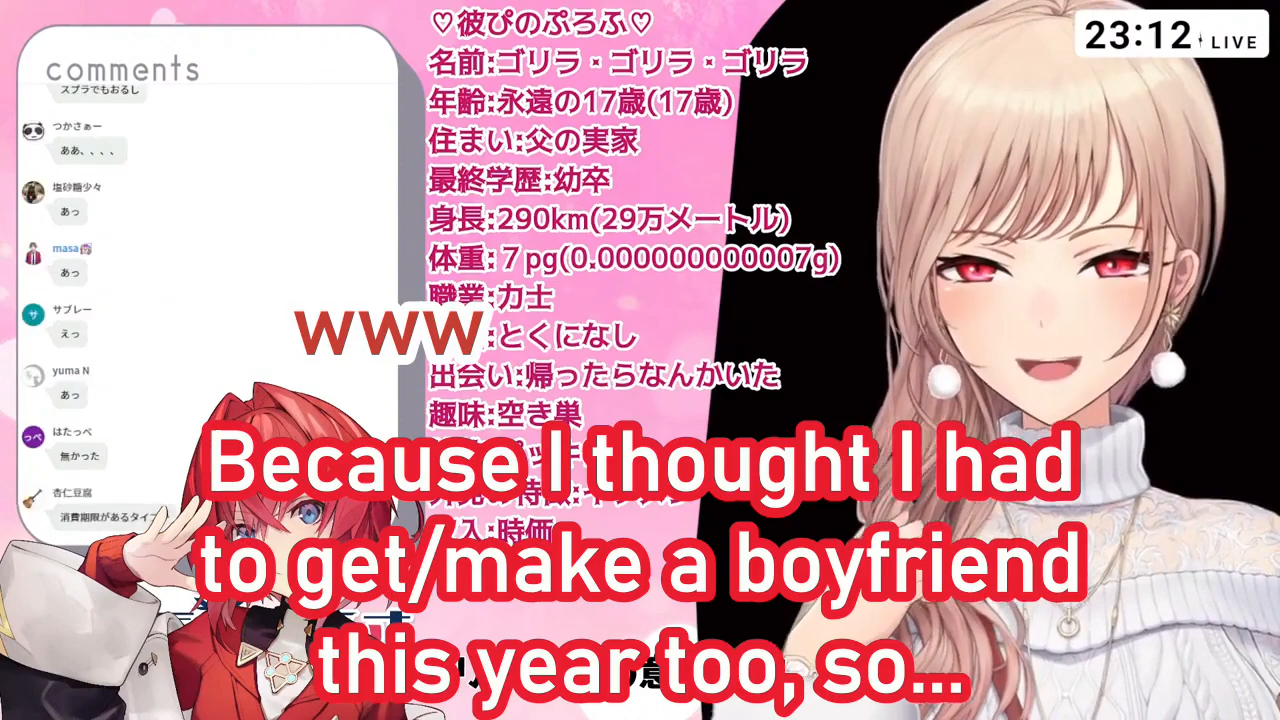 comments
スプラでもおるし
つかさぁー
ああ、、、、
塩砂糖少々
あっ
masa
あっ
サ
サブレー
えっ
yuma N
あっ
っぺ
はたっぺ
無かった
杏仁豆腐
消費期限があるタイ
♡彼ぴのぷろふ♡
名前:ゴリラ・ゴリラ・ゴリラ
年齢:永遠の17歳(17歳)
住まい:父の実家
最終学歴:幼卒
身長:290km(29万メートル)
体重:７pg(0.000000000007g)
職業:力士
:とくになし
出会い:帰ったらなんかいた
趣味:空き巣
入:時価
www
23:12 LIVE
Because I thought I had
to get/make a boyfriend
this year too, so...